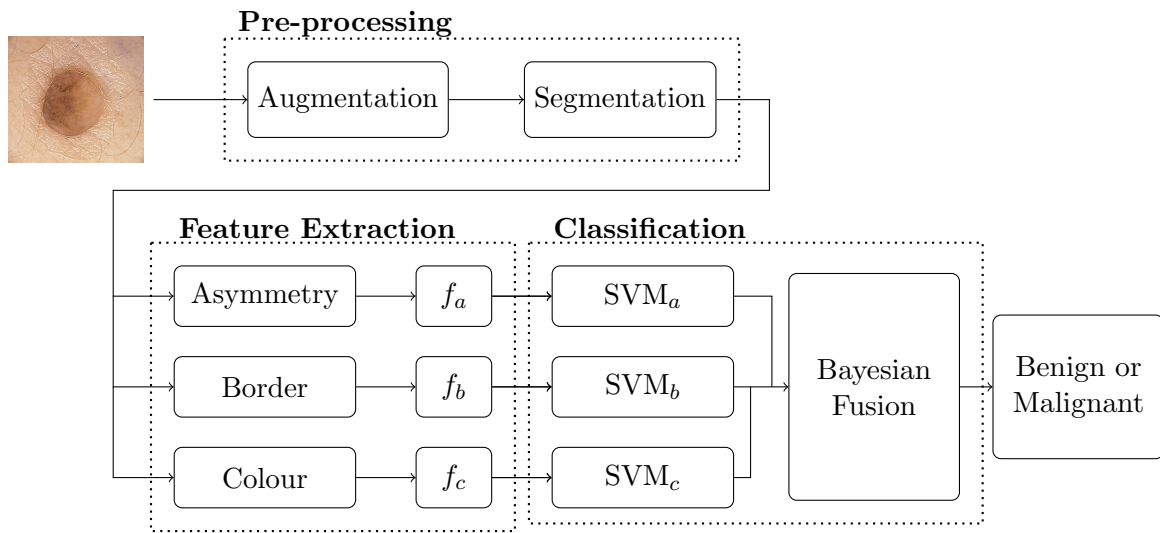 Pre-processing
Augmentation
Segmentation
Feature Extraction
Classification
Asymmetry
f_a
SVM_a
Border
f_b
SVM_b
Colour
f_c
SVM_c
Bayesian
Fusion
Benign or
Malignant